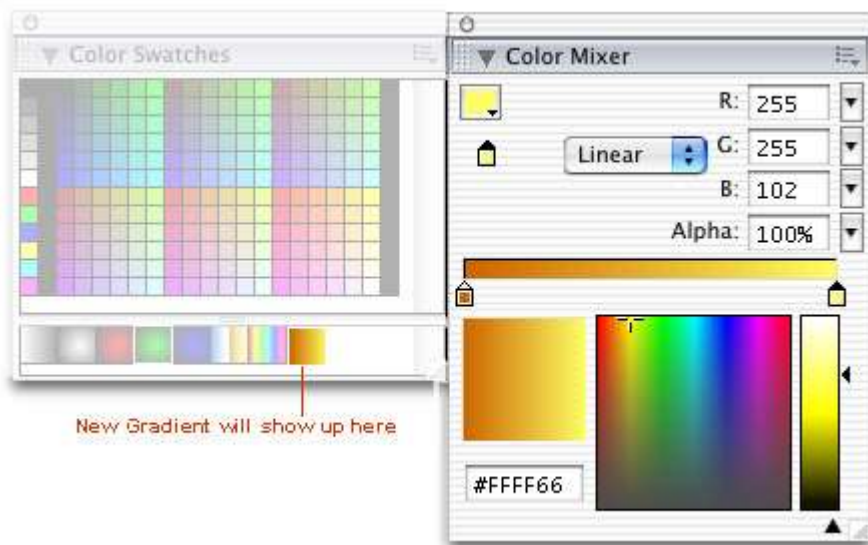 Color Swatches
New Gradient will show up here
Color Mixer
R: 255
Linear
G: 255
B: 102
Alpha: 100%
#FFFF66